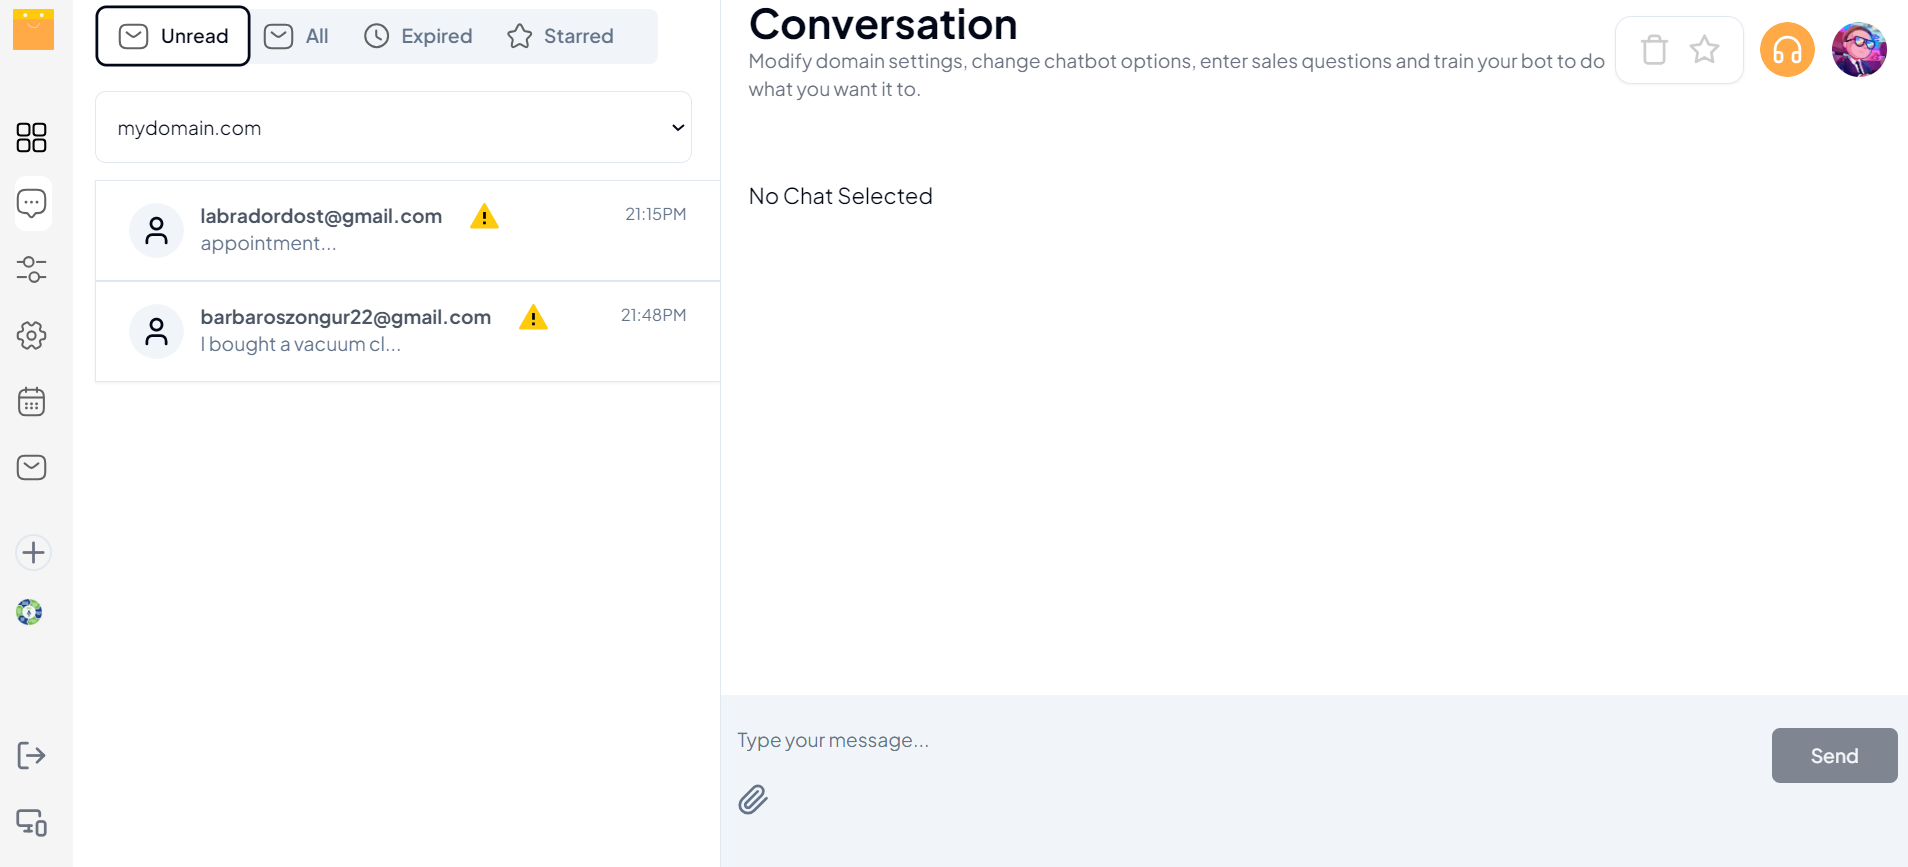 Unread All Expired Starred
mydomain.com
labradordost@gmail.com 21:15PM
appointment...
barbaroszongur22@gmail.com 21:48PM
I bought a vacuum cl...
Conversation
Modify domain settings, change chatbot options, enter sales questions and train your bot to do
what you want it to.
No Chat Selected
Type your message...
Send